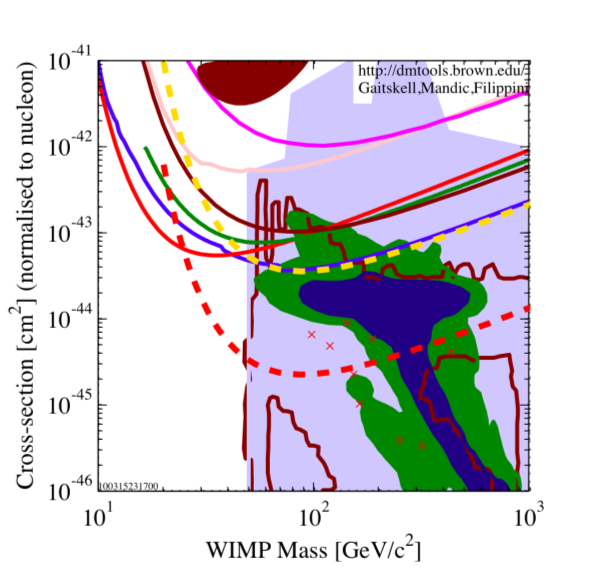 10^-41
http://dmtools.brown.edu/
Gaitskell,Mandic,Filippini
10^-42
10^-43
10^-44
10^-45
10^-46
100315231700
10^1
10^2
10^3
WIMP Mass [GeV/c^2]
Cross-section [cm^2] (normalised to nucleon)